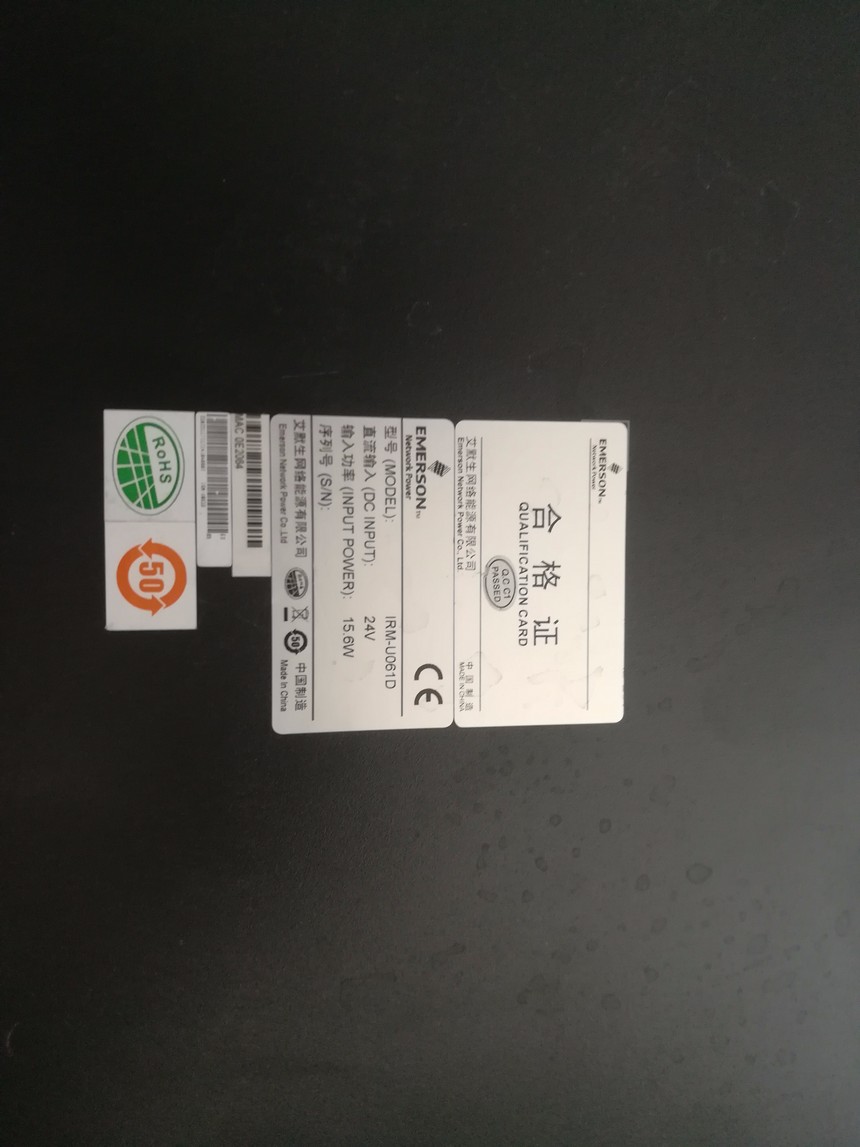 EMERSON™
Network Power
合格证
QUALIFICATION CARD
Q.C C1
PASSED
艾默生网络能源有限公司
Emerson Network Power Co., Ltd.
中国制造
MADE IN CHINA
EMERSON™
Network Power
CE
型号 (MODEL): IRM-U061D
直流输入 (DC INPUT): 24V
输入功率 (INPUT POWER): 15.6W
序列号 (S/N):
艾默生网络能源有限公司
Emerson Network Power Co.,Ltd
RoHS
50
中国制造
Made In China
MAC 0E2084
RoHS
50